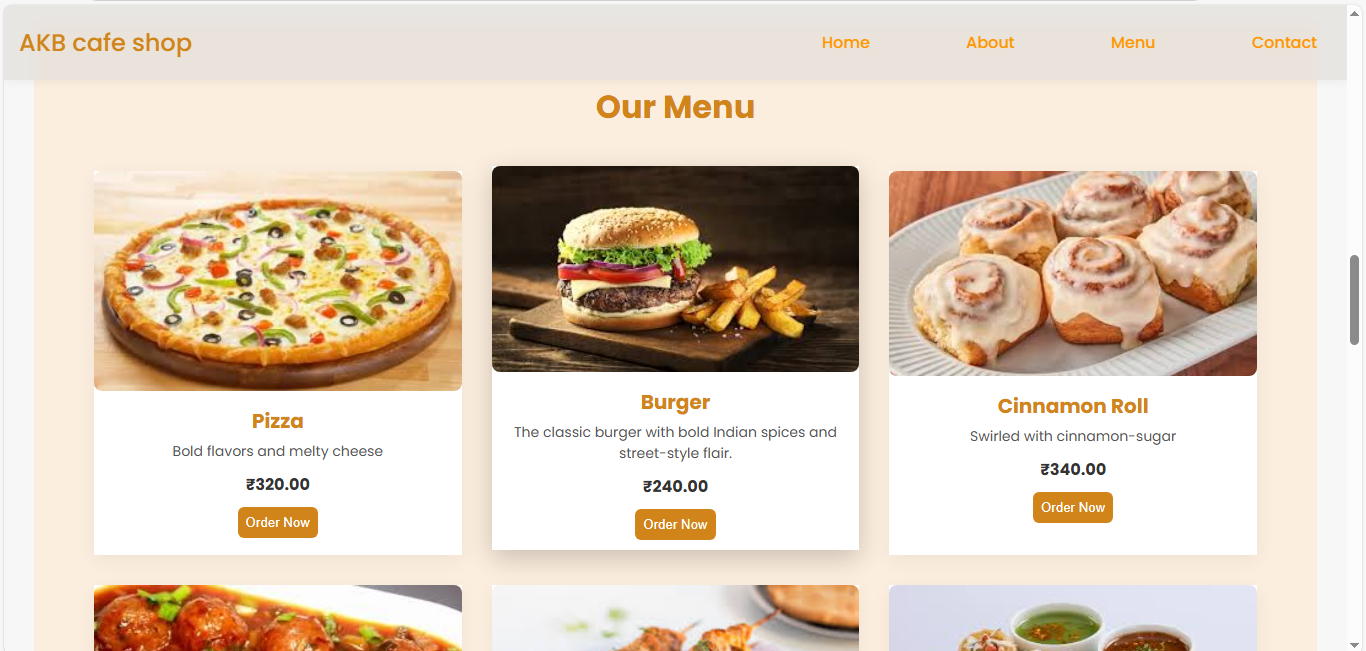 AKB cafe shop
Home
About
Menu
Contact
Our Menu
Pizza
Bold flavors and melty cheese
₹320.00
Order Now
Burger
The classic burger with bold Indian spices and
street-style flair.
₹240.00
Order Now
Cinnamon Roll
Swirled with cinnamon-sugar
₹340.00
Order Now